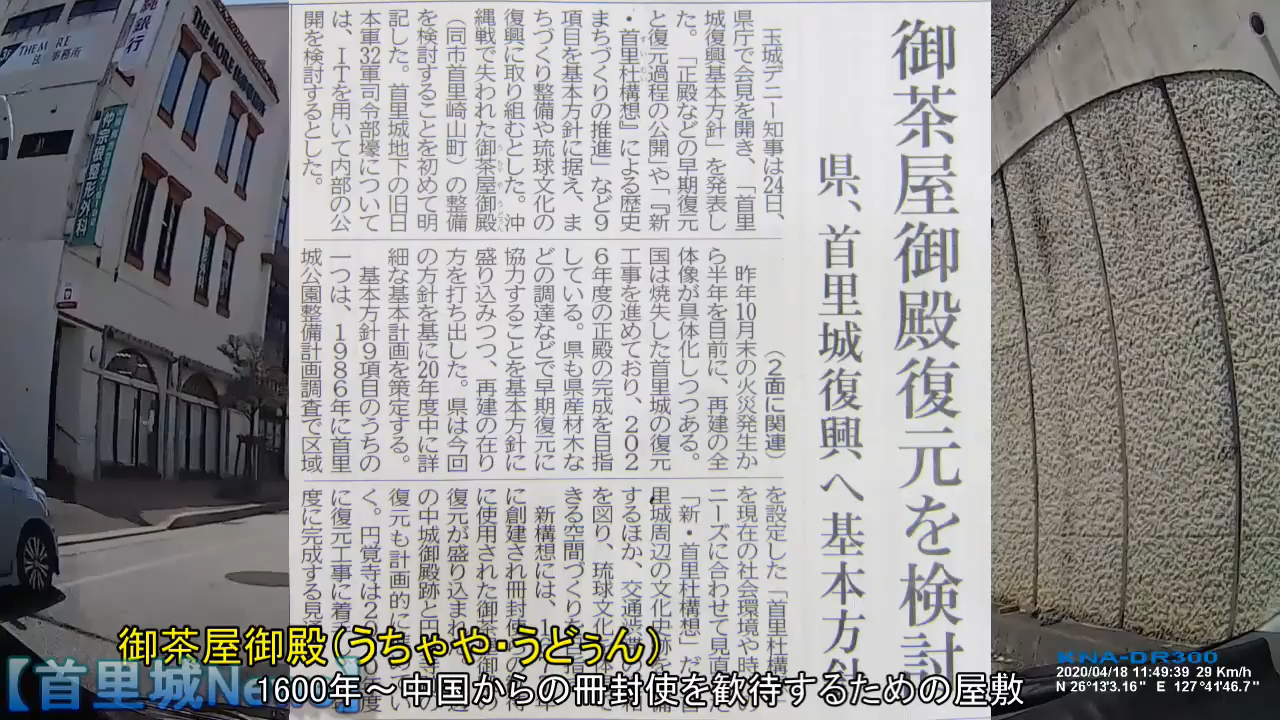 御茶屋御殿復元を検討
県、首里城復興へ基本方針
玉城デニー知事は24日、
県庁で会見を開き、「首里
城復興基本方針」を発表し
た。「正殿などの早期復元
と復元過程の公開」や『新
・首里杜構想』による歴史
まちづくりの推進」など9
項目を基本方針に据え、ま
ちづくり整備や琉球文化の
復興に取り組むとした。沖
縄戦で失われた御茶屋御殿
（同市首里崎山町）の整備
を検討することを初めて明
記した。首里城地下の旧日
本軍32軍司令部壕について
は、ITを用いて内部の公
開を検討するとした。
（2面に関連）
昨年10月末の火災発生か
ら半年を目前に、再建の全
体像が具体化しつつある。
国は焼失した首里城の復元
工事を進めており、202
6年度の正殿の完成を目指
している。県も県産材木な
どの調達などで早期復元に
協力することを基本方針に
盛り込みつつ、再建の在り
方を打ち出した。県は今回
の方針を基に20年度中に詳
細な基本計画を策定する。
基本方針9項目のうちの
一つは、1986年に首里
城公園整備計画調査で区域
を設定した「首里杜構
を現在の社会環境や時
ニーズに合わせて見直
「新・首里杜構想」だ
里城周辺の文化史跡を
するほか、交通渋滞
を図り、琉球文化
きる空間づくりを
新構想には、1
に創建され冊封使
に使用された御茶屋御
復元が盛り込まれ
の中城御殿跡と円
復元も計画的に
く。円覚寺は2
に復元工事に着
度に完成する見
THE MORE
THE MORE
法 事務所
銀行
仲宗根整形外科
整形外科
御茶屋御殿（うちゃや・うどぅん）
【首里城Ne
1600年～中国からの冊封使を歓待するための屋敷
KNA-DR300
2020/04/18 11:49:39 29 Km/h
N 26°13'3.16" E 127°41'46.7"